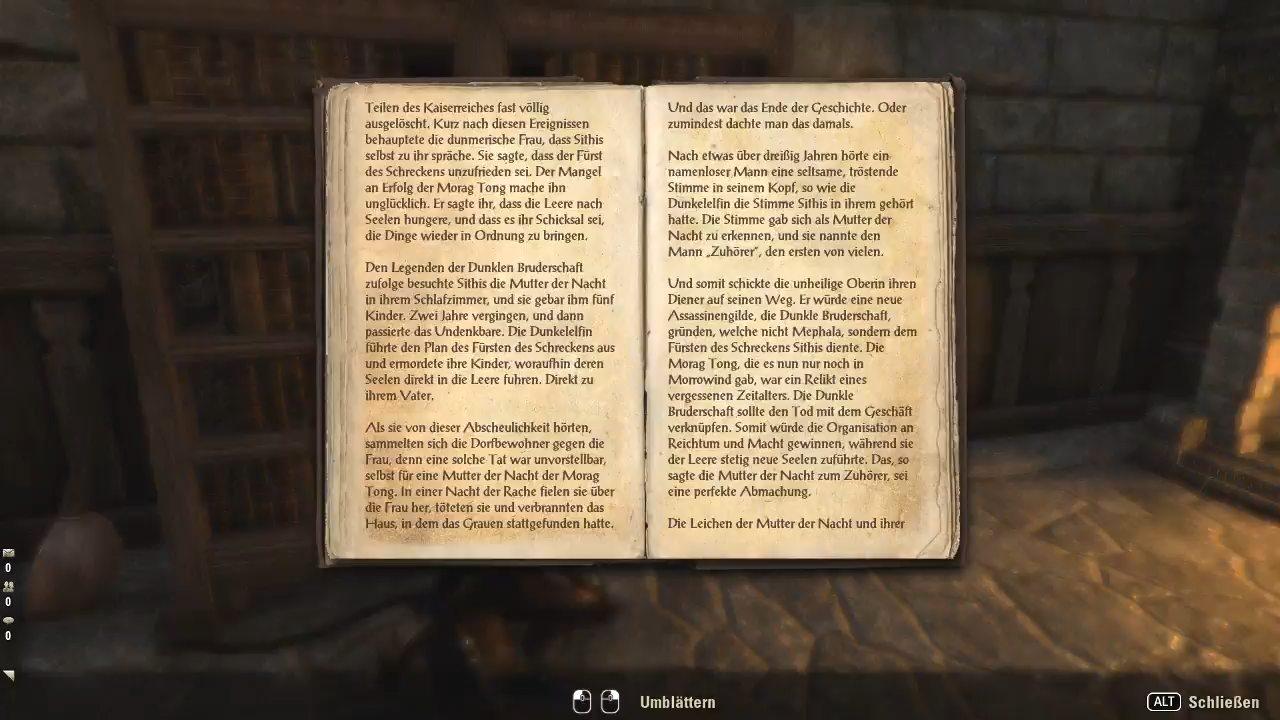 Teilen des Kaiserreiches fast völlig
ausgelöscht. Kurz nach diesen Ereignissen
behauptete die dunmerische Frau, dass Sithis
selbst zu ihr spräche. Sie sagte, dass der Fürst
des Schreckens unzufrieden sei. Der Mangel
an Erfolg der Morag Tong mache ihn
unglücklich. Er sagte ihr, dass die Leere nach
Seelen hungere, und dass es ihr Schicksal sei,
die Dinge wieder in Ordnung zu bringen.
Den Legenden der Dunklen Bruderschaft
zufolge besuchte Sithis die Mutter der Nacht
in ihrem Schlafzimmer, und sie gebar ihm fünf
Kinder. Zwei Jahre vergingen, und dann
passierte das Undenkbare. Die Dunkelelfin
führte den Plan des Fürsten des Schreckens aus
und ermordete ihre Kinder, woraufhin deren
Seelen direkt in die Leere fuhren. Direkt zu
ihrem Vater.
Als sie von dieser Abscheulichkeit hörten,
sammelten sich die Dorfbewohner gegen die
Frau, denn eine solche Tat war unvorstellbar,
selbst für eine Mutter der Nacht der Morag
Tong. In einer Nacht der Rache fielen sie über
die Frau her, töteten sie und verbrannten das
Haus, in dem das Grauen stattgefunden hatte.
Und das war das Ende der Geschichte. Oder
zumindest dachte man das damals.
Nach etwas über dreißig Jahren hörte ein
namenloser Mann eine seltsame, tröstende
Stimme in seinem Kopf, so wie die
Dunkelelfin die Stimme Sithis in ihrem gehört
hatte. Die Stimme gab sich als Mutter der
Nacht zu erkennen, und sie nannte den
Mann „Zuhörer“, den ersten von vielen.
Und somit schickte die unheilige Oberin ihren
Diener auf seinen Weg. Er würde eine neue
Assassinengilde, die Dunkle Bruderschaft,
gründen, welche nicht Mephala, sondern dem
Fürsten des Schreckens Sithis diente. Die
Morag Tong, die es nun nur noch in
Morrowind gab, war ein Relikt eines
vergessenen Zeitalters. Die Dunkle
Bruderschaft sollte den Tod mit dem Geschäft
verknüpfen. Somit würde die Organisation an
Reichtum und Macht gewinnen, während sie
der Leere stetig neue Seelen zuführte. Das, so
sagte die Mutter der Nacht zum Zuhörer, sei
eine perfekte Abmachung.
Die Leichen der Mutter der Nacht und ihrer
0
0
0
Umblättern
ALT Schließen